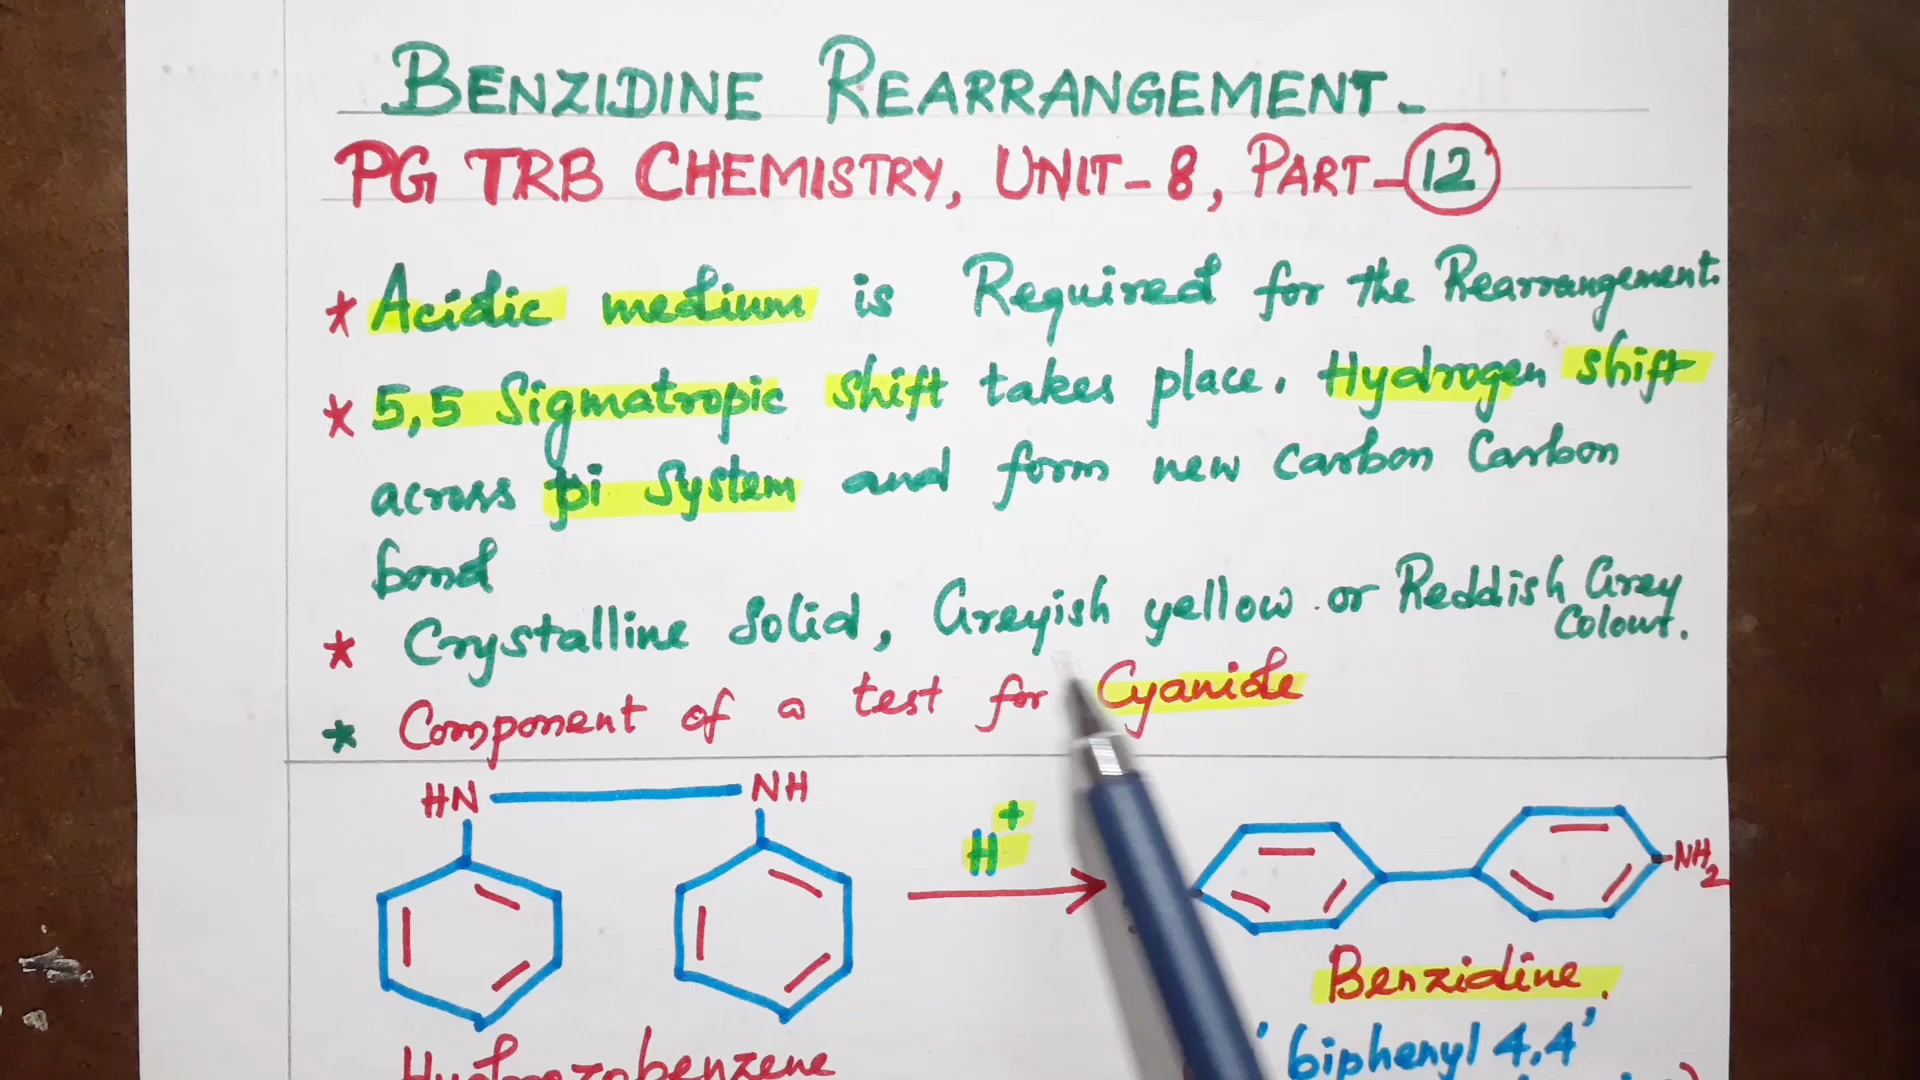 BENZIDINE REARRANGEMENT-
PG TRB CHEMISTRY, UNIT-8, PART-12
* Acidic medium is Required for the Rearrangement.
* 5,5 Sigmatropic shift takes place. Hydrogen shift
across pi System and form new carbon Carbon
bond
* Crystalline Solid, Greyish yellow or Reddish Grey
Colour.
* Component of a test for Cyanide
HN NH
H+
NH2
Benzidine.
Hydrazobenzene
'biphenyl 4,4'